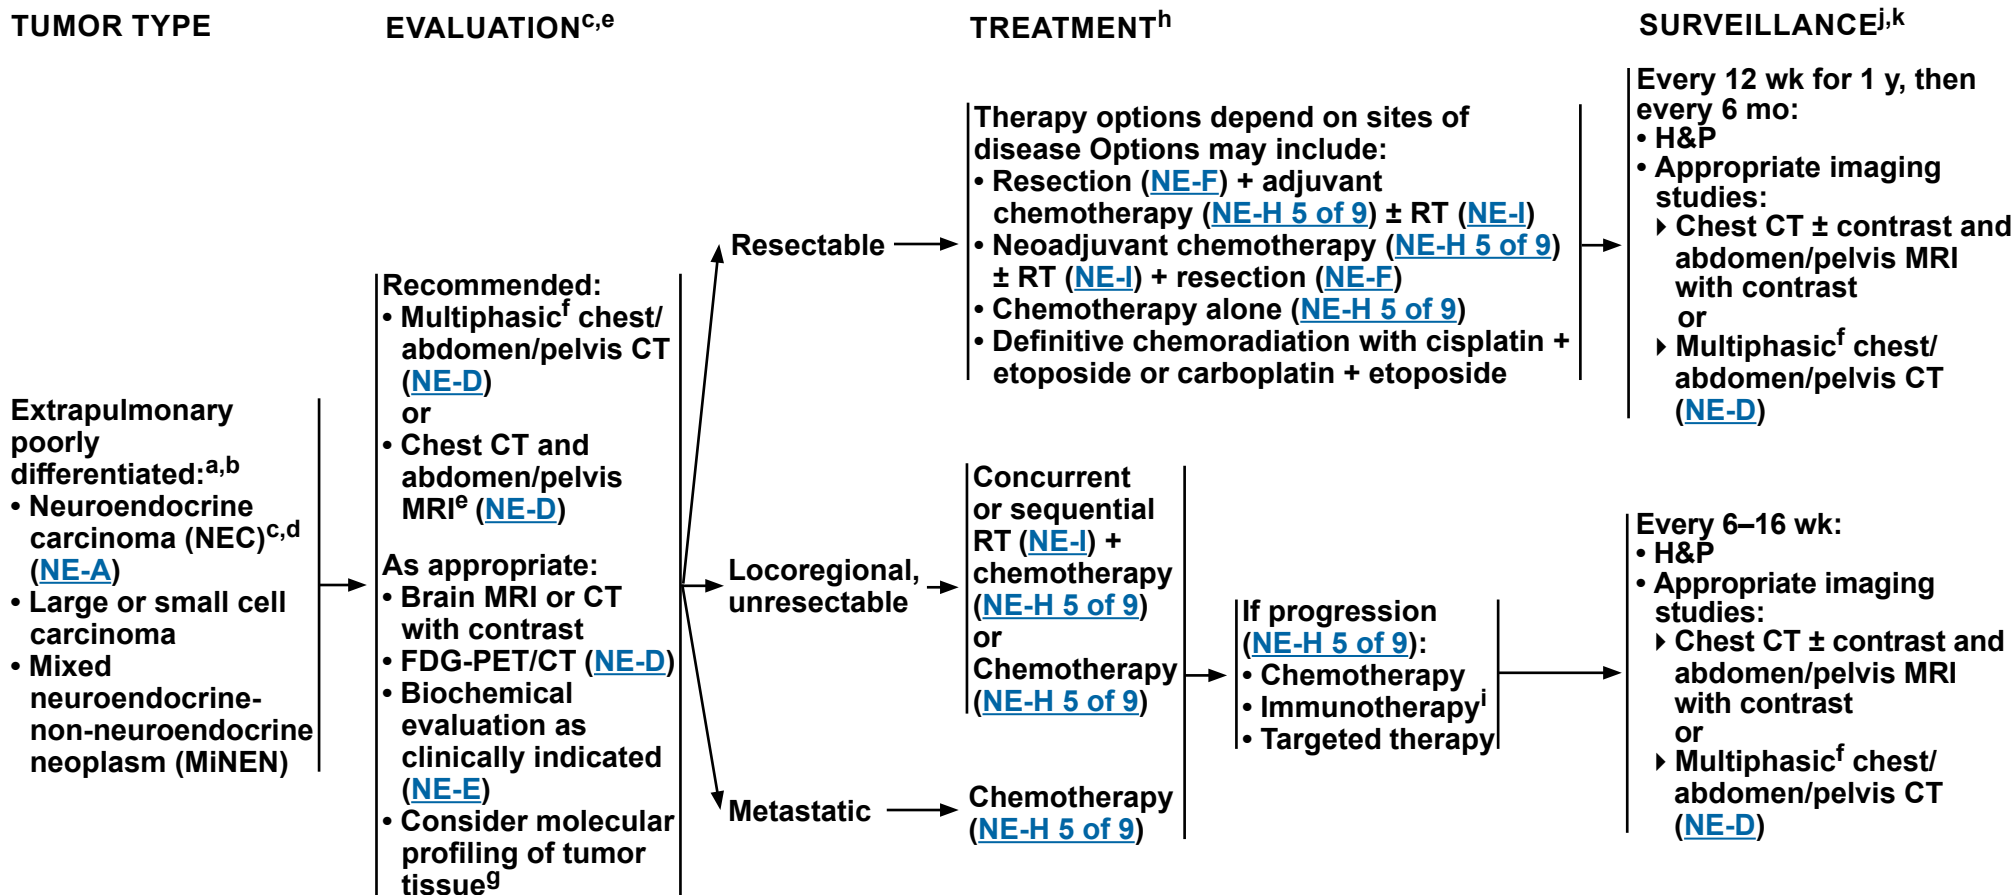 TUMOR TYPE
EVALUATIONc,e
TREATMENTh
SURVEILLANCEj,k
Extrapulmonary
poorly
differentiated:a,b
• Neuroendocrine
carcinoma (NEC)c,d
(NE-A)
• Large or small cell
carcinoma
• Mixed
neuroendocrine-
non-neuroendocrine
neoplasm (MiNEN)
Recommended:
• Multiphasicf chest/
abdomen/pelvis CT
(NE-D)
or
• Chest CT and
abdomen/pelvis
MRIe (NE-D)
As appropriate:
• Brain MRI or CT
with contrast
• FDG-PET/CT (NE-D)
• Biochemical
evaluation as
clinically indicated
(NE-E)
• Consider molecular
profiling of tumor
tissueg
Resectable
Therapy options depend on sites of
disease Options may include:
• Resection (NE-F) + adjuvant
chemotherapy (NE-H 5 of 9) ± RT (NE-I)
• Neoadjuvant chemotherapy (NE-H 5 of 9)
± RT (NE-I) + resection (NE-F)
• Chemotherapy alone (NE-H 5 of 9)
• Definitive chemoradiation with cisplatin +
etoposide or carboplatin + etoposide
Every 12 wk for 1 y, then
every 6 mo:
• H&P
• Appropriate imaging
studies:
▸ Chest CT ± contrast and
abdomen/pelvis MRI
with contrast
or
▸ Multiphasicf chest/
abdomen/pelvis CT
(NE-D)
Locoregional,
unresectable
Concurrent
or sequential
RT (NE-I) +
chemotherapy
(NE-H 5 of 9)
or
Chemotherapy
(NE-H 5 of 9)
Metastatic
Chemotherapy
(NE-H 5 of 9)
If progression
(NE-H 5 of 9):
• Chemotherapy
• Immunotherapyi
• Targeted therapy
Every 6–16 wk:
• H&P
• Appropriate imaging
studies:
▸ Chest CT ± contrast and
abdomen/pelvis MRI
with contrast
or
▸ Multiphasicf chest/
abdomen/pelvis CT
(NE-D)